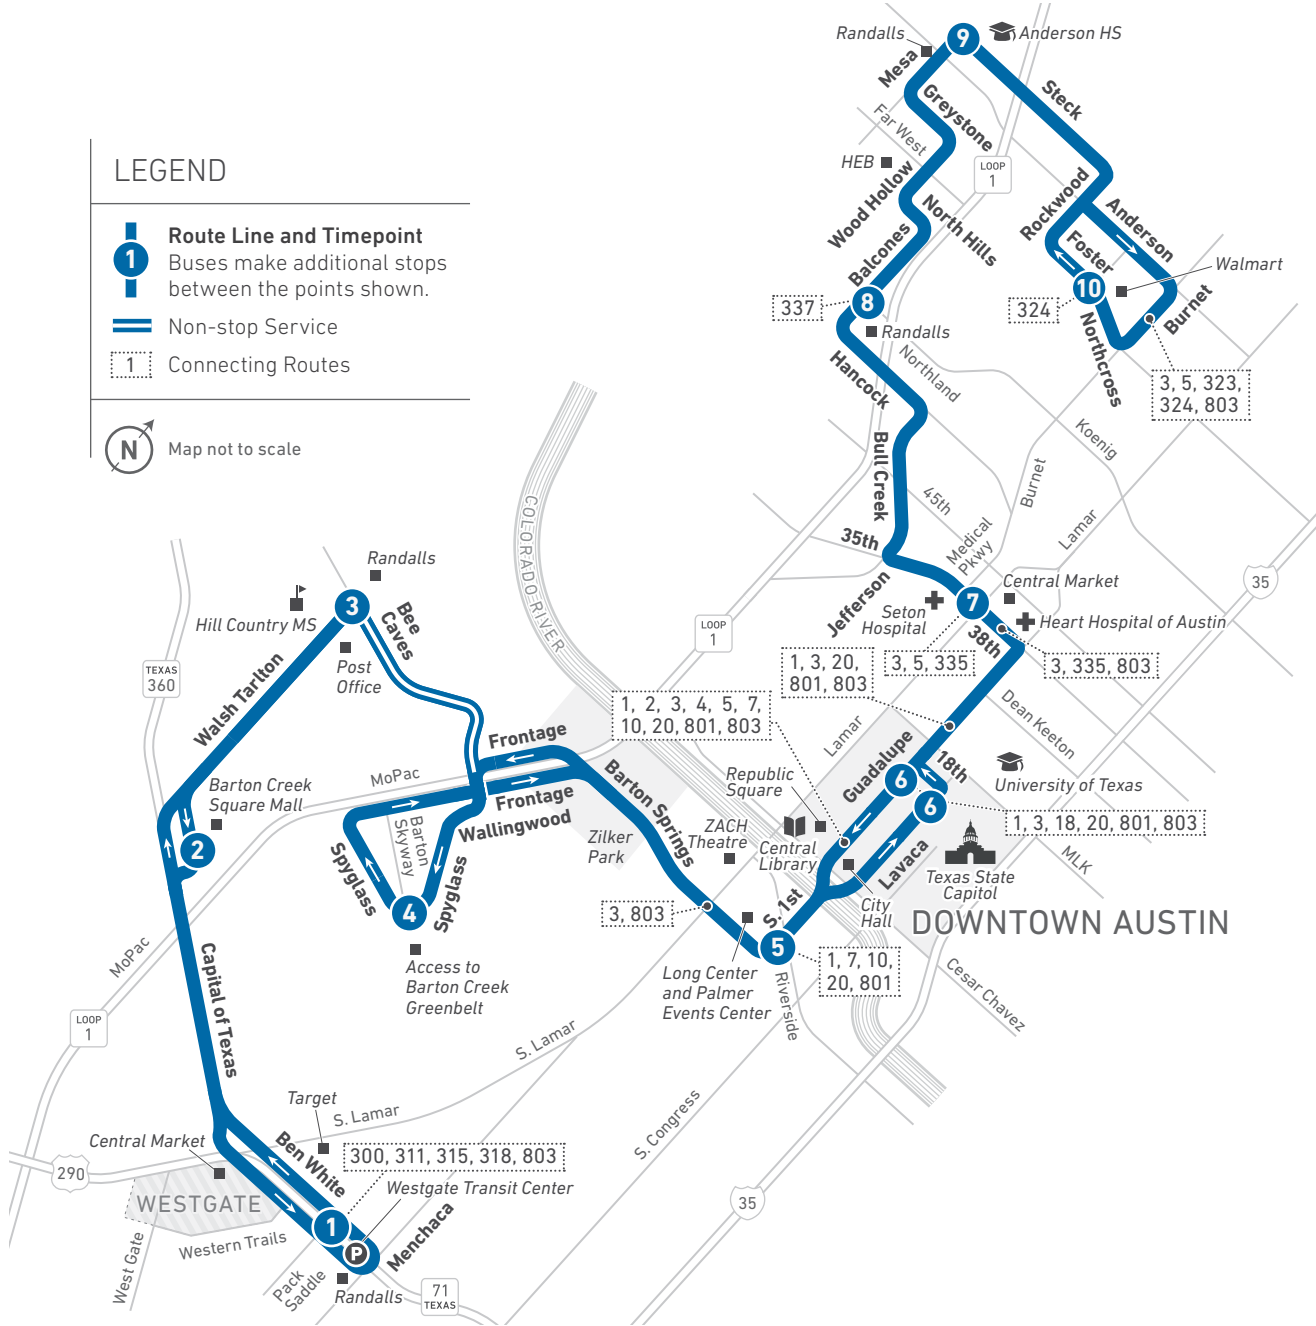 Randalls
9
Anderson HS
Mesa
Steck
Greystone
Far West
HEB
LOOP
1
Wood Hollow
North Hills
Rockwood
Anderson
Balcones
Foster
Walmart
337
8
324
10
Burnet
Randalls
Northcross
Hancock
Northland
3, 5, 323,
324, 803
Koenig
Bull Creek
Burnet
45th
Lamar
LEGEND
1
Route Line and Timepoint
Buses make additional stops
between the points shown.
Non-stop Service
1
Connecting Routes
N
Map not to scale
COLORADO RIVER
35th
Medical
Pkwy
Jefferson
Central Market
35
Seton
Hospital
7
Heart Hospital of Austin
38th
3, 5, 335
3, 335, 803
LOOP
1
1, 3, 20,
801, 803
Randalls
Hill Country MS
3
Bee
Caves
Post
Office
TEXAS
360
Walsh Tarlton
1, 2, 3, 4, 5, 7,
10, 20, 801, 803
Lamar
Dean Keeton
Guadalupe
18th
Frontage
MoPac
Barton Springs
Republic
Square
6
6
University of Texas
Barton Creek
Square Mall
Frontage
Wallingwood
Barton
Skyway
ZACH
Theatre
Central
Library
1, 3, 18, 20, 801, 803
MLK
2
Zilker
Park
Lavaca
Texas State
Capitol
Spyglass
4
Spyglass
3, 803
S. 1st
City
Hall
DOWNTOWN AUSTIN
5
MoPac
Access to
Barton Creek
Greenbelt
Long Center
and Palmer
Events Center
1, 7, 10,
20, 801
Riverside
Cesar Chavez
Capital of Texas
LOOP
1
S. Lamar
Target
S. Lamar
S. Congress
Central Market
Ben White
300, 311, 315, 318, 803
290
Westgate Transit Center
WESTGATE
1
P
Menchaca
35
Western Trails
West Gate
Pack
Saddle
Randalls
71
TEXAS